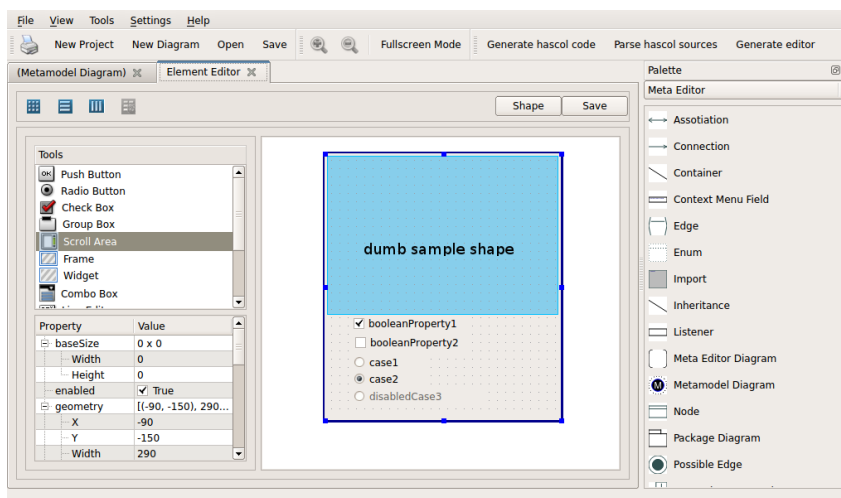 File View Tools Settings Help
New Project New Diagram Open Save Fullscreen Mode Generate hascol code Parse hascol sources Generate editor
(Metamodel Diagram) Element Editor
Palette
Meta Editor
Shape Save
Tools
OK Push Button
Radio Button
Check Box
Group Box
Scroll Area
Frame
Widget
Combo Box
Property Value
baseSize 0 x 0
Width 0
Height 0
enabled True
geometry [(-90, -150), 290...
X -90
Y -150
Width 290
dumb sample shape
booleanProperty1
booleanProperty2
case1
case2
disabledCase3
Assotiation
Connection
Container
Context Menu Field
Edge
Enum
Import
Inheritance
Listener
Meta Editor Diagram
M Metamodel Diagram
Node
Package Diagram
Possible Edge